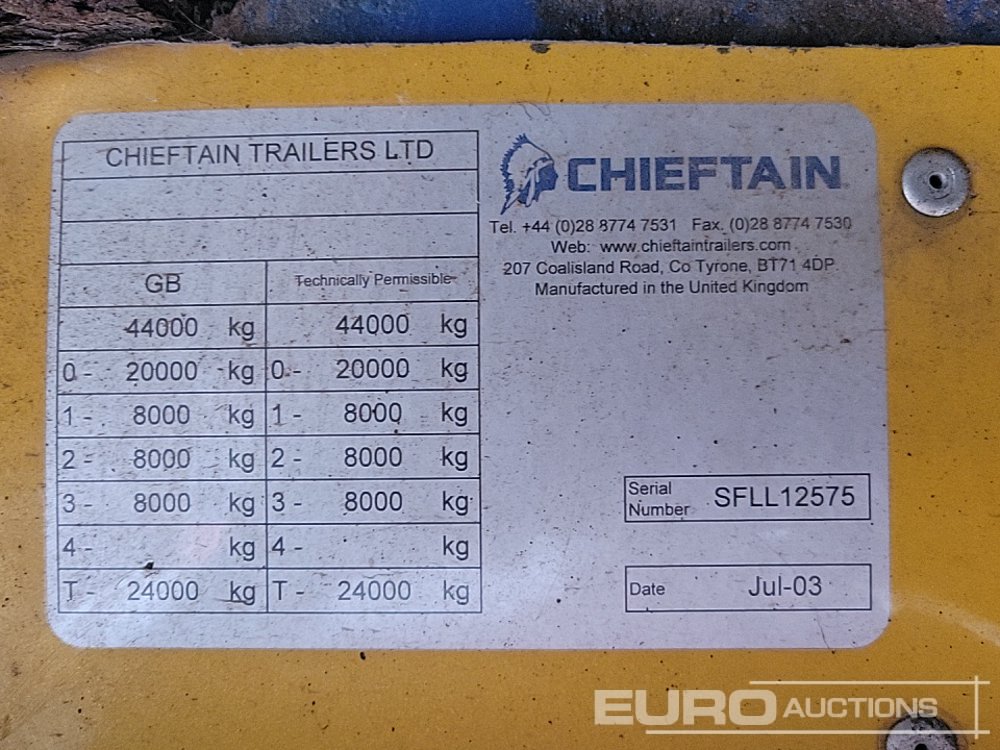 CHIEFTAIN TRAILERS LTD
GB Technically Permissible
44000 kg 44000 kg
0 - 20000 kg 0 - 20000 kg
1 - 8000 kg 1 - 8000 kg
2 - 8000 kg 2 - 8000 kg
3 - 8000 kg 3 - 8000 kg
4 - kg 4 - kg
T - 24000 kg T - 24000 kg
CHIEFTAIN
Tel. +44 (0)28 8774 7531 Fax. (0)28 8774 7530
Web: www.chieftaintrailers.com
207 Coalisland Road, Co Tyrone, BT71 4DP
Manufactured in the United Kingdom
Serial Number SFLL12575
Date Jul-03
EURO AUCTIONS